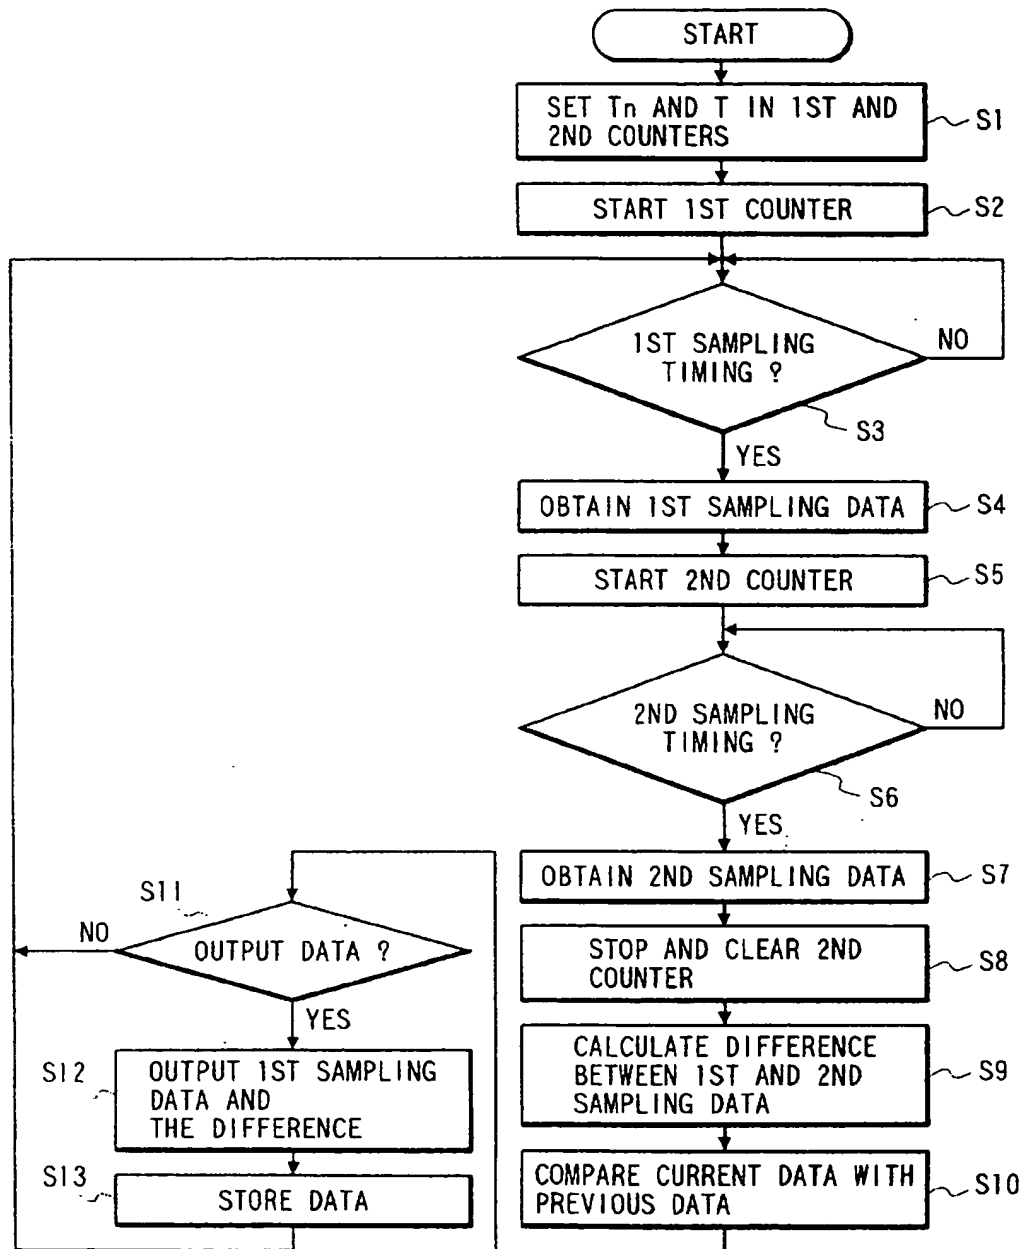 START
SET Tn AND T IN 1ST AND
2ND COUNTERS
S1
START 1ST COUNTER
S2
1ST SAMPLING
TIMING ?
NO
S3
YES
OBTAIN 1ST SAMPLING DATA
S4
START 2ND COUNTER
S5
2ND SAMPLING
TIMING ?
NO
S6
YES
OBTAIN 2ND SAMPLING DATA
S7
STOP AND CLEAR 2ND
COUNTER
S8
CALCULATE DIFFERENCE
BETWEEN 1ST AND 2ND
SAMPLING DATA
S9
COMPARE CURRENT DATA WITH
PREVIOUS DATA
S10
S11
NO
OUTPUT DATA ?
YES
S12
OUTPUT 1ST SAMPLING
DATA AND
THE DIFFERENCE
S13
STORE DATA